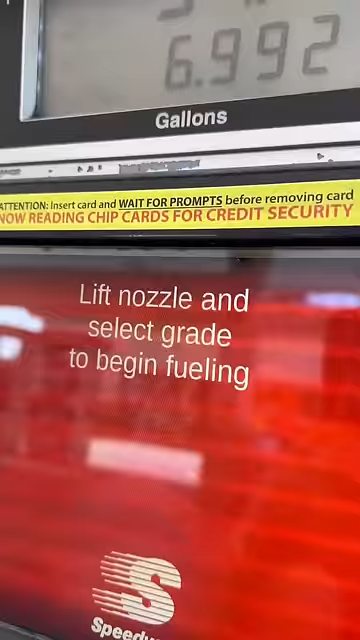 6.992
Gallons
ATTENTION: Insert card and WAIT FOR PROMPTS before removing card
NOW READING CHIP CARDS FOR CREDIT SECURITY
Lift nozzle and
select grade
to begin fueling
S
Speedw